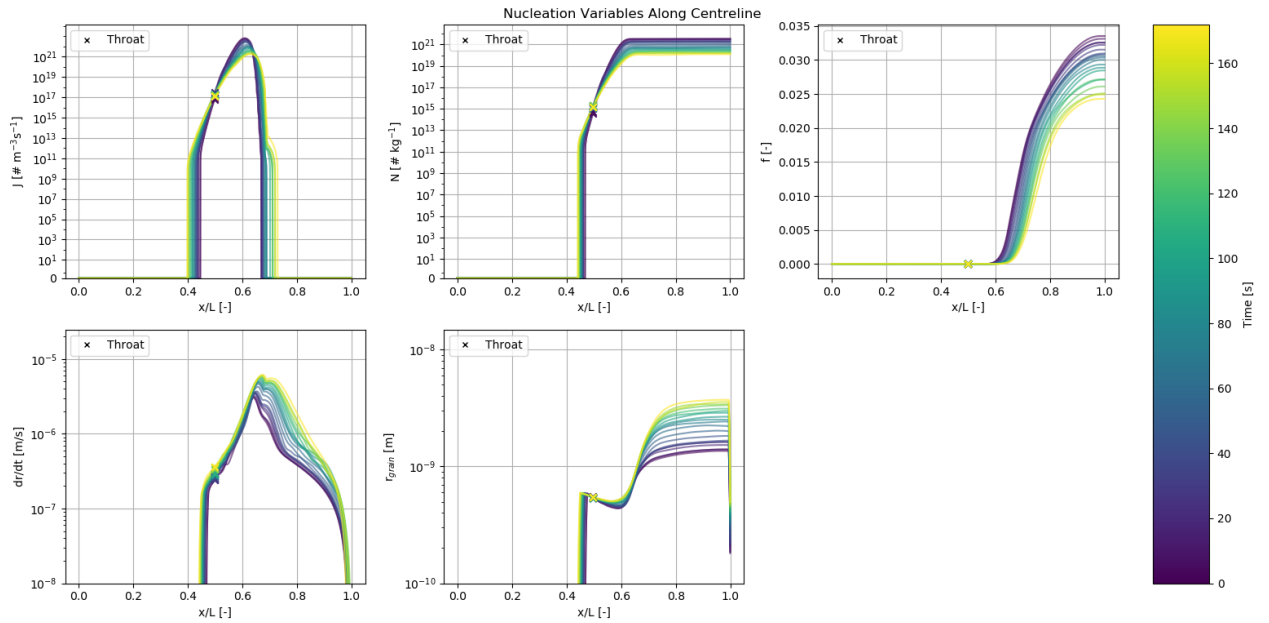 Nucleation Variables Along Centreline
Throat
J [# m⁻³s⁻¹]
10²¹
10¹⁹
10¹⁷
10¹⁵
10¹³
10¹¹
10⁹
10⁷
10⁵
10³
10¹
0
0.0 0.2 0.4 0.6 0.8 1.0
x/L [-]
Throat
N [# kg⁻¹]
10²¹
10¹⁹
10¹⁷
10¹⁵
10¹³
10¹¹
10⁹
10⁷
10⁵
10³
10¹
0
0.0 0.2 0.4 0.6 0.8 1.0
x/L [-]
Throat
f [-]
0.035
0.030
0.025
0.020
0.015
0.010
0.005
0.000
0.0 0.2 0.4 0.6 0.8 1.0
x/L [-]
Throat
dr/dt [m/s]
10⁻⁵
10⁻⁶
10⁻⁷
10⁻⁸
0.0 0.2 0.4 0.6 0.8 1.0
x/L [-]
Throat
r_grain [m]
10⁻⁸
10⁻⁹
10⁻¹⁰
0.0 0.2 0.4 0.6 0.8 1.0
x/L [-]
160
140
120
100
80
60
40
20
0
Time [s]